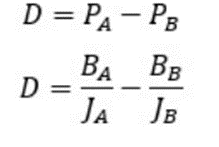 D = P_A − P_B
D = B_A/J_A − B_B/J_B